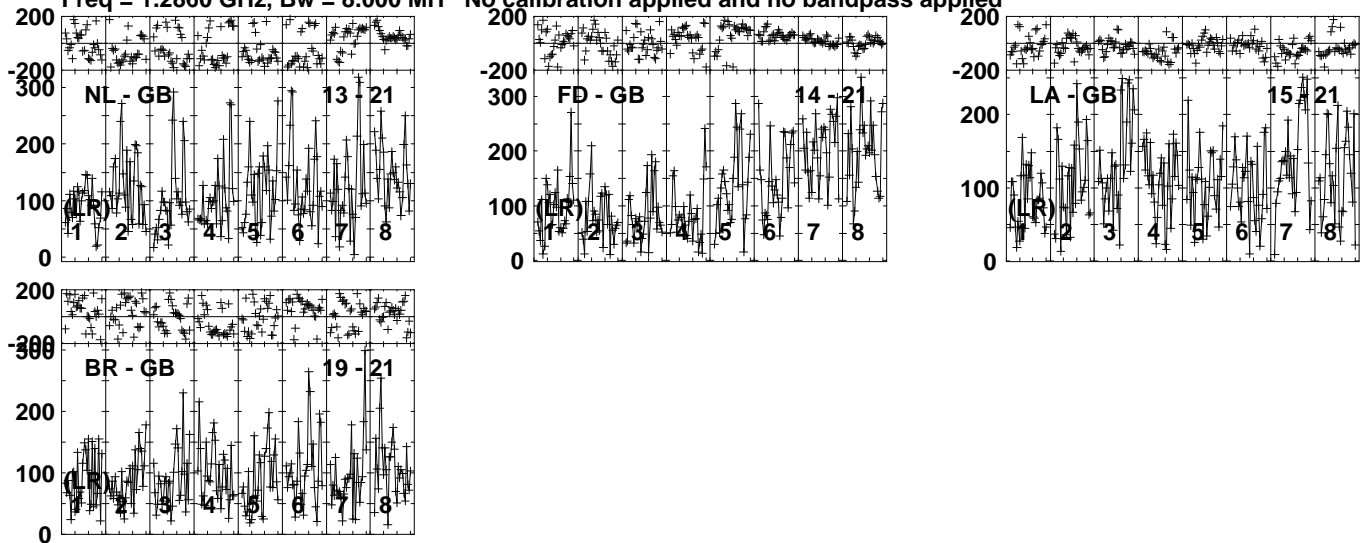 Freq = 1.2860 GHz, Bw = 8.000 MH No calibration applied and no bandpass applied
200
-200
300
200
100
0
NL - GB 13 - 21
(LR)
1 2 3 4 5 6 7 8
200
-200
300
200
100
0
FD - GB 14 - 21
(LR)
1 2 3 4 5 6 7 8
200
-200
200
100
0
LA - GB 15 - 21
(LR)
1 2 3 4 5 6 7 8
200
-200
300
200
100
0
BR - GB 19 - 21
(LR)
1 2 3 4 5 6 7 8